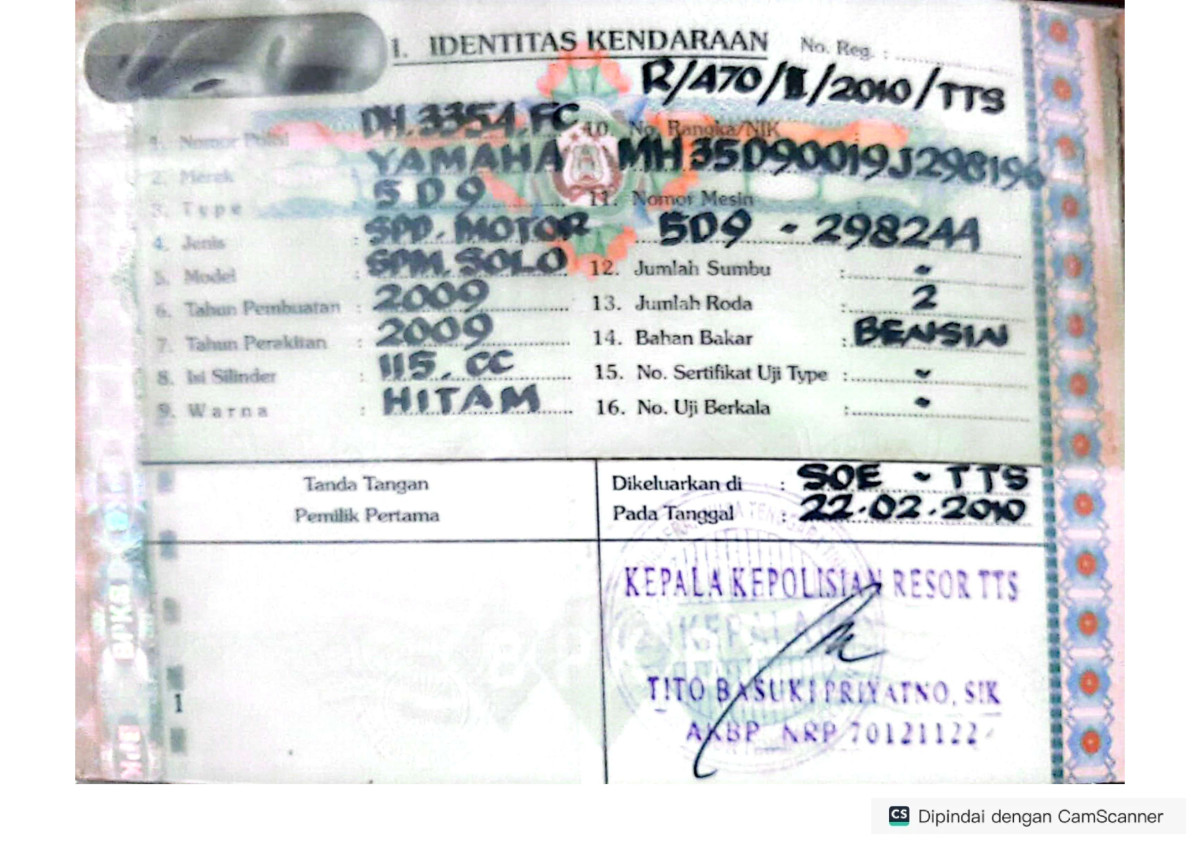 I. IDENTITAS KENDARAAN No. Reg. :
R/470/II/2010/TTS
1. Nomor Polisi DH.3354.FC
2. Merek YAMAHA
3. Type 5D9
4. Jenis : SPD. MOTOR
5. Model : SPM. SOLO
6. Tahun Pembuatan : 2009
7. Tahun Perakitan : 2009
8. Isi Silinder : 115. CC
9. Warna : HITAM
10. No. Rangka/NIK
MH35D90019J298196
11. Nomor Mesin :
5D9 - 298244
12. Jumlah Sumbu : -
13. Jumlah Roda : 2
14. Bahan Bakar : BENSIN
15. No. Sertifikat Uji Type : -
16. No. Uji Berkala : -
Tanda Tangan
Pemilik Pertama
Dikeluarkan di : SOE - TTS
Pada Tanggal : 22.02.2010
KEPALA KEPOLISIAN RESOR TTS
TITO BASUKI PRIYATNO, SIK
AKBP NRP 70121122
1
BPKB
CS Dipindai dengan CamScanner